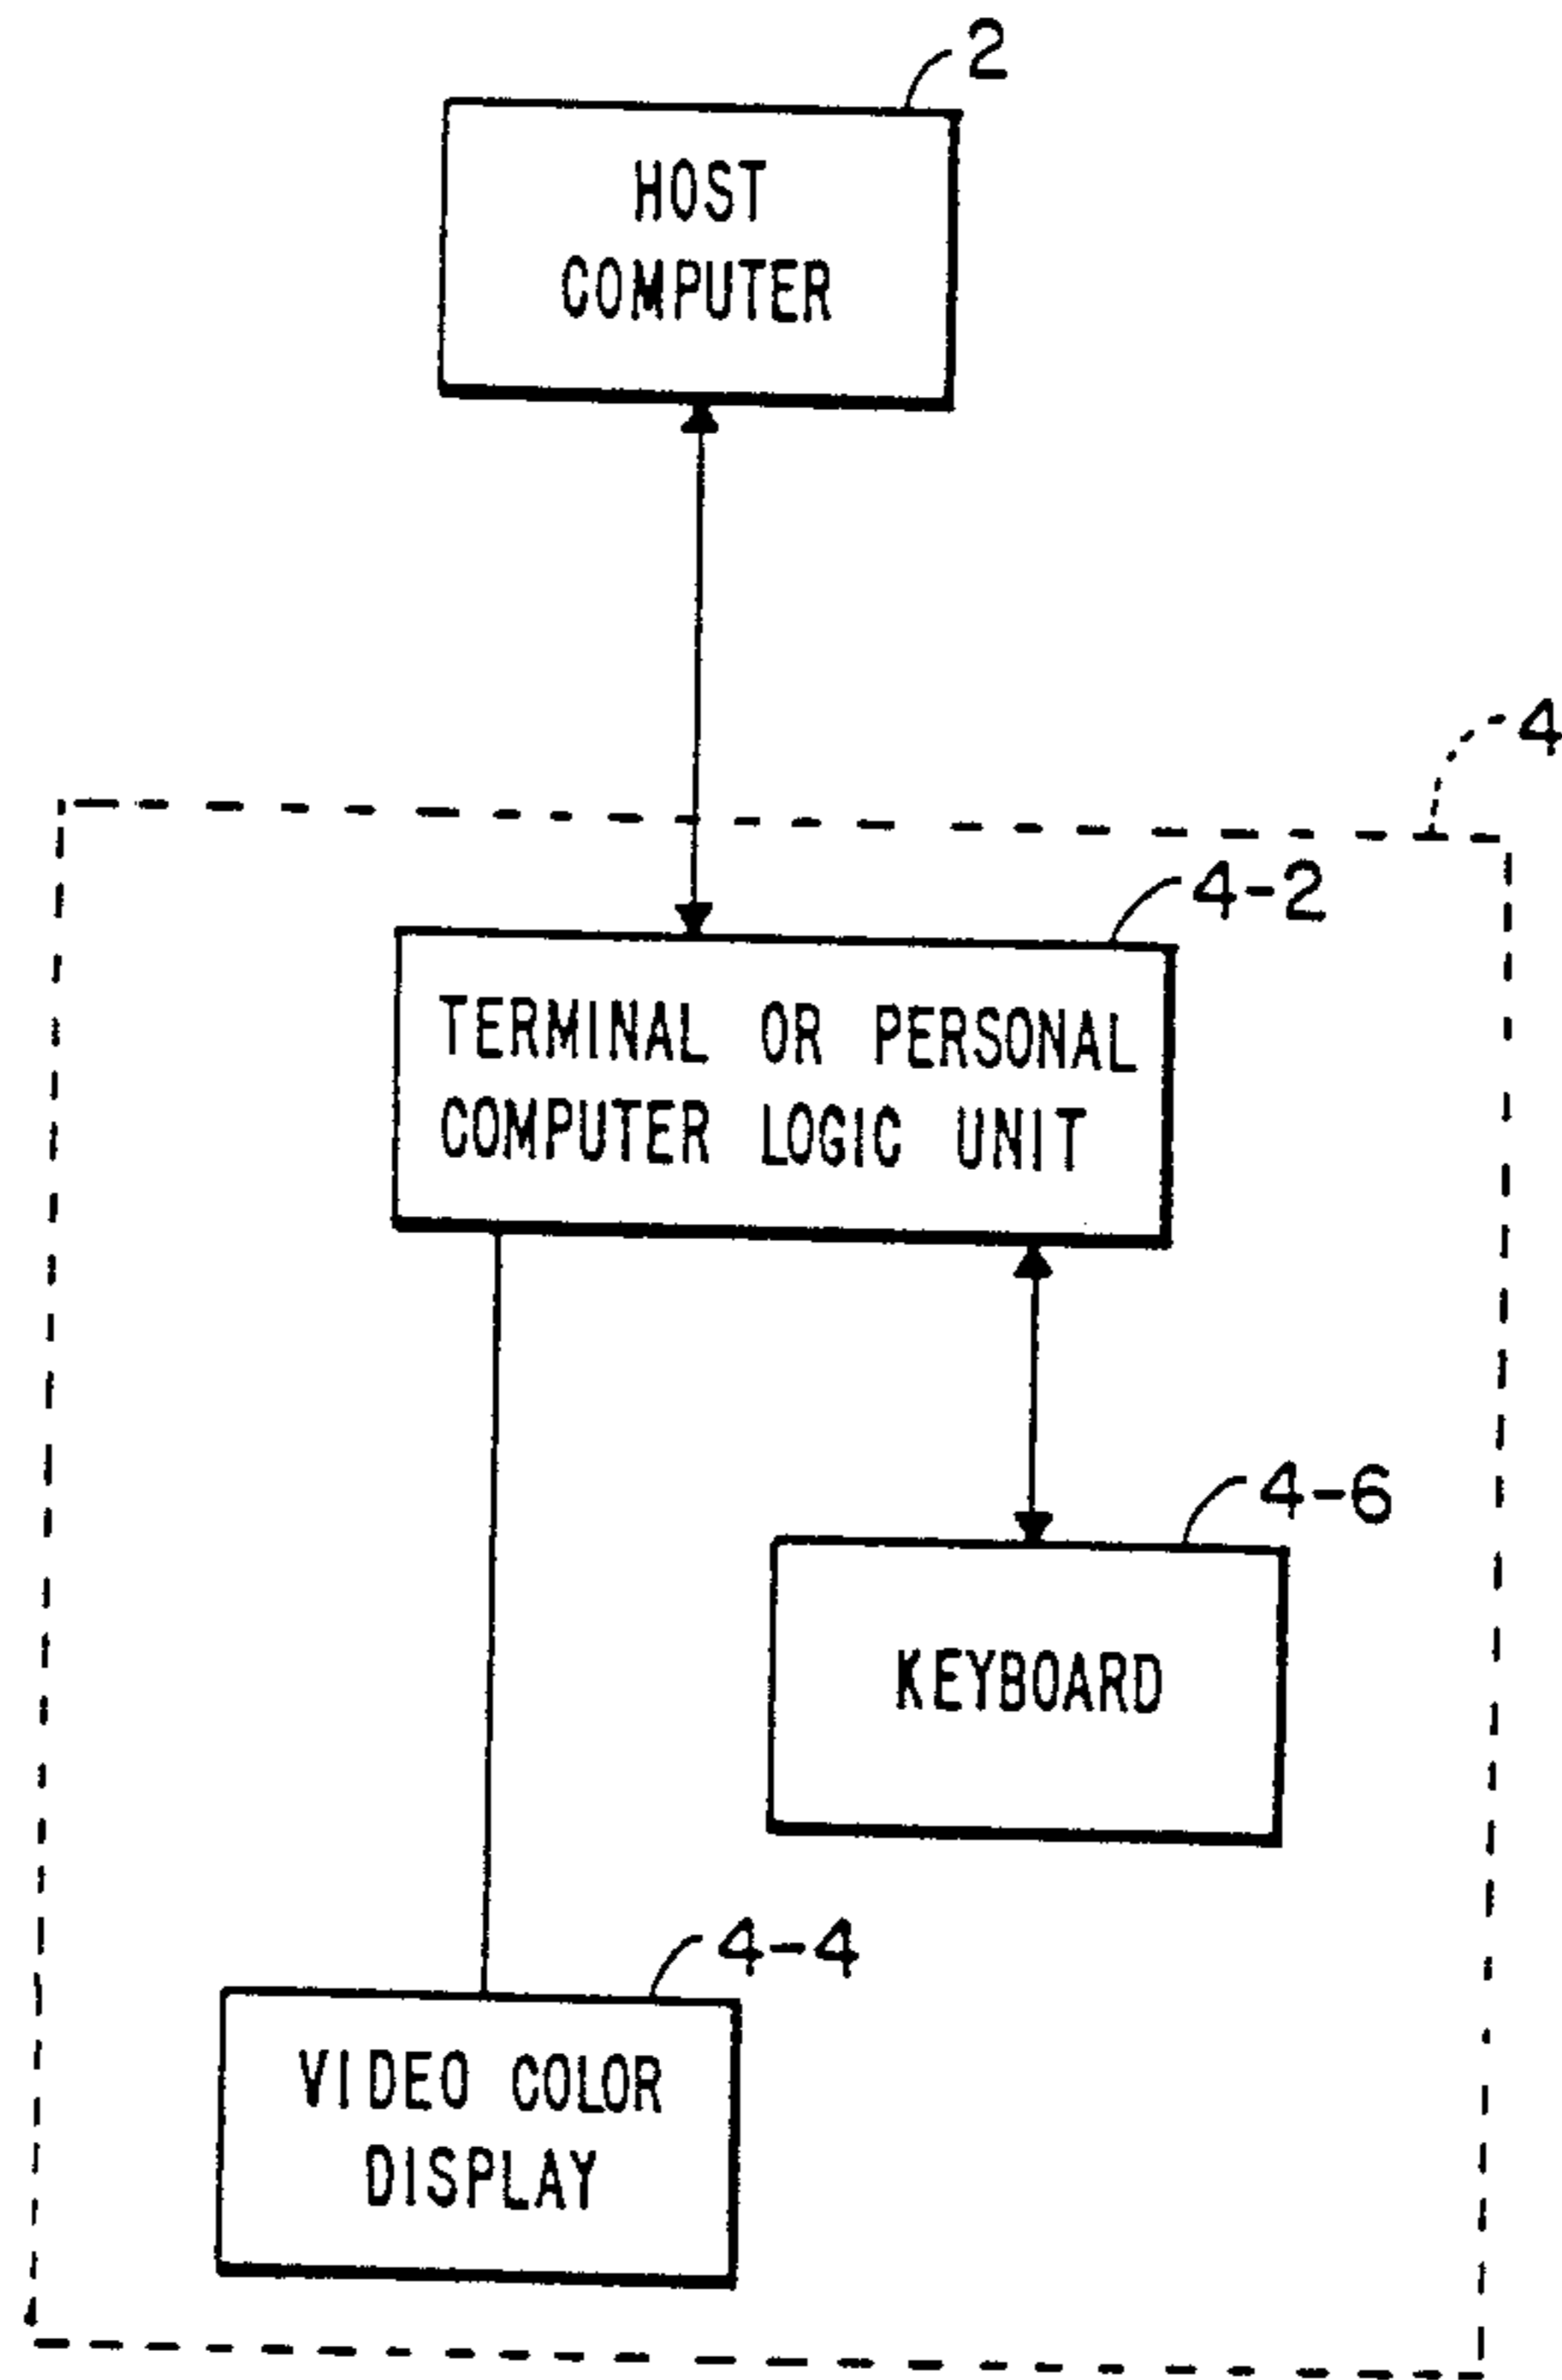 2
HOST
COMPUTER
4
4-2
TERMINAL OR PERSONAL
COMPUTER LOGIC UNIT
4-6
KEYBOARD
4-4
VIDEO COLOR
DISPLAY